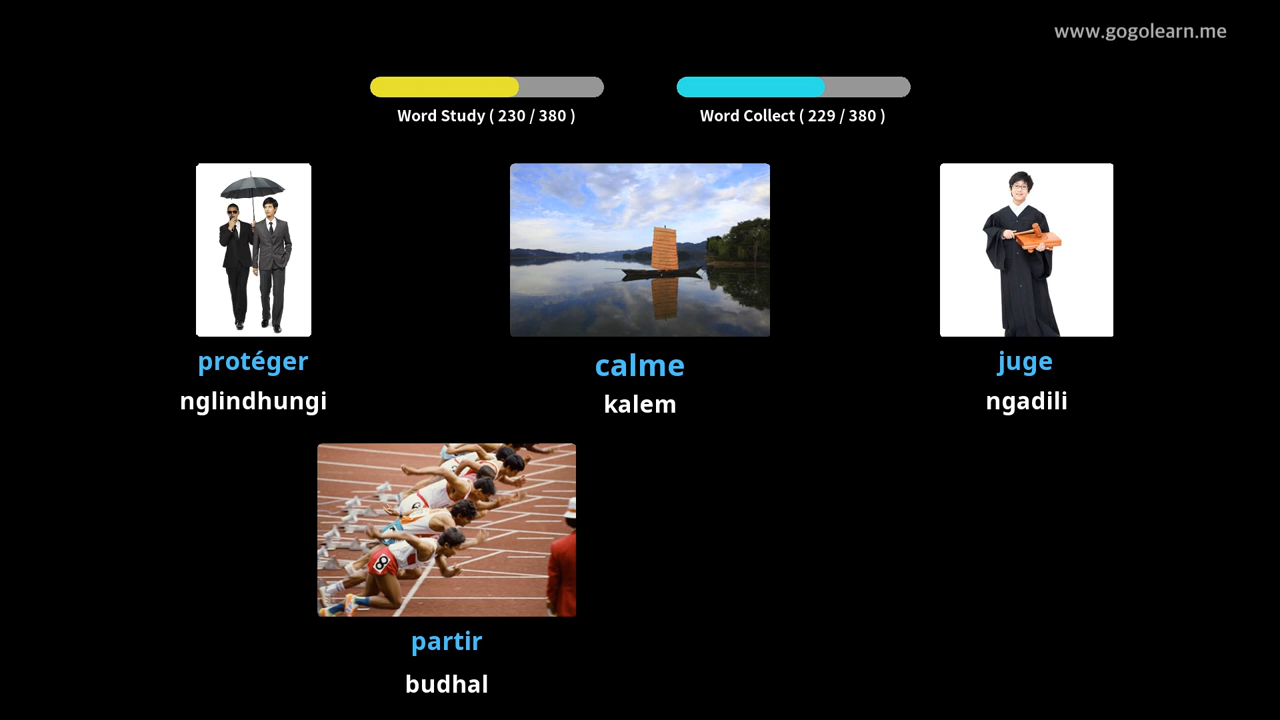 www.gogolearn.me
Word Study ( 230 / 380 )
Word Collect ( 229 / 380 )
protéger
nglindhungi
calme
kalem
juge
ngadili
8
partir
budhal